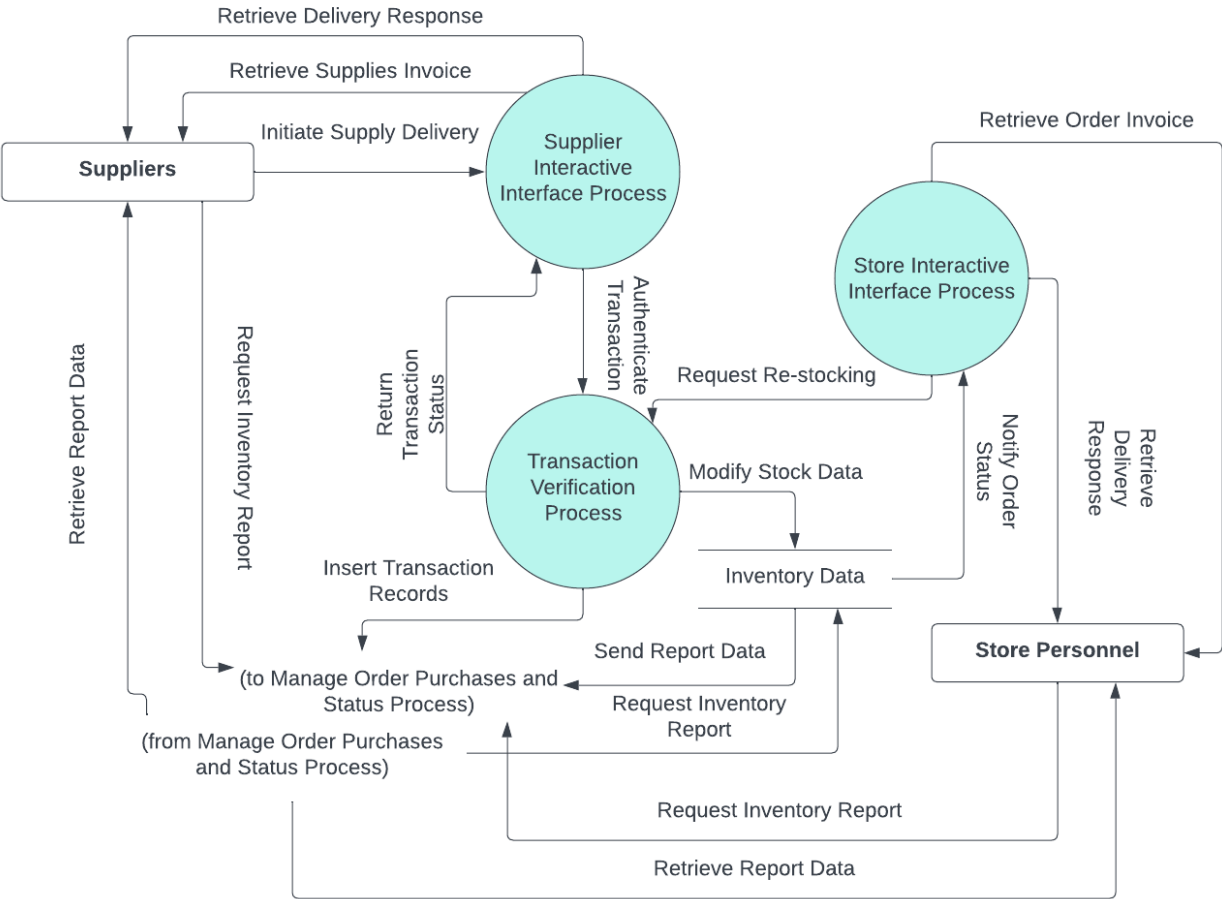 Retrieve Delivery Response
Retrieve Supplies Invoice
Initiate Supply Delivery
Suppliers
Supplier
Interactive
Interface Process
Retrieve Order Invoice
Store Interactive
Interface Process
Authenticate
Transaction
Return
Transaction
Status
Request Re-stocking
Retrieve Report Data
Request Inventory Report
Transaction
Verification
Process
Modify Stock Data
Notify Order
Status
Retrieve
Delivery
Response
Insert Transaction
Records
Inventory Data
Send Report Data
Store Personnel
(to Manage Order Purchases and
Status Process)
Request Inventory
Report
(from Manage Order Purchases
and Status Process)
Request Inventory Report
Retrieve Report Data